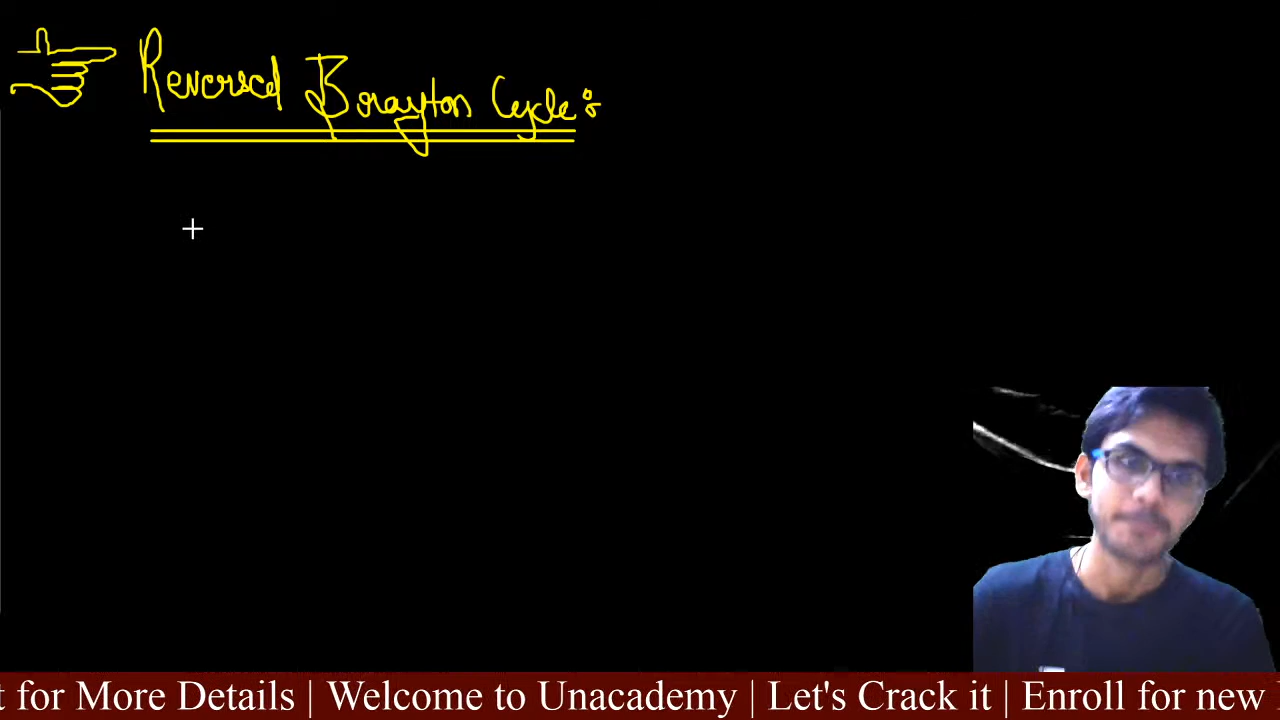 Reversed Brayton Cycle:
t for More Details | Welcome to Unacademy | Let's Crack it | Enroll for new